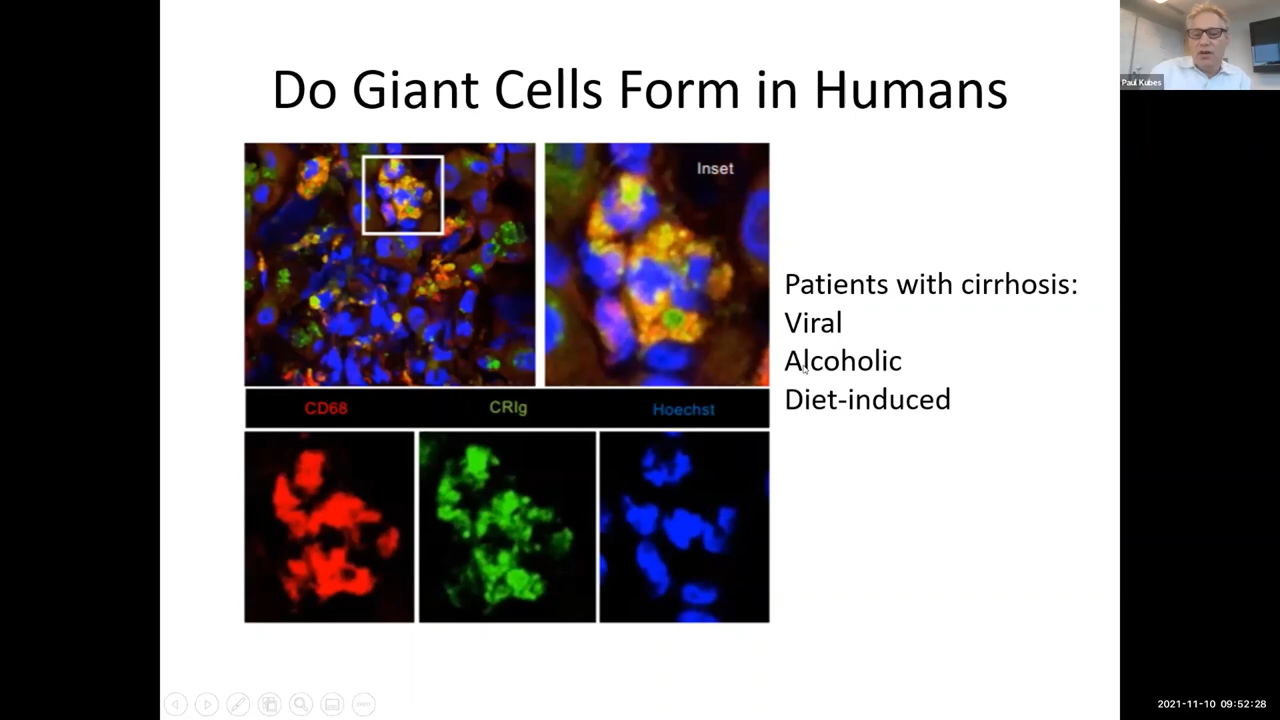 Do Giant Cells Form in Humans
Paul Kubes
Inset
Patients with cirrhosis:
Viral
Alcoholic
Diet-induced
CD68 CRIg Hoechst
2021-11-10 09:52:28